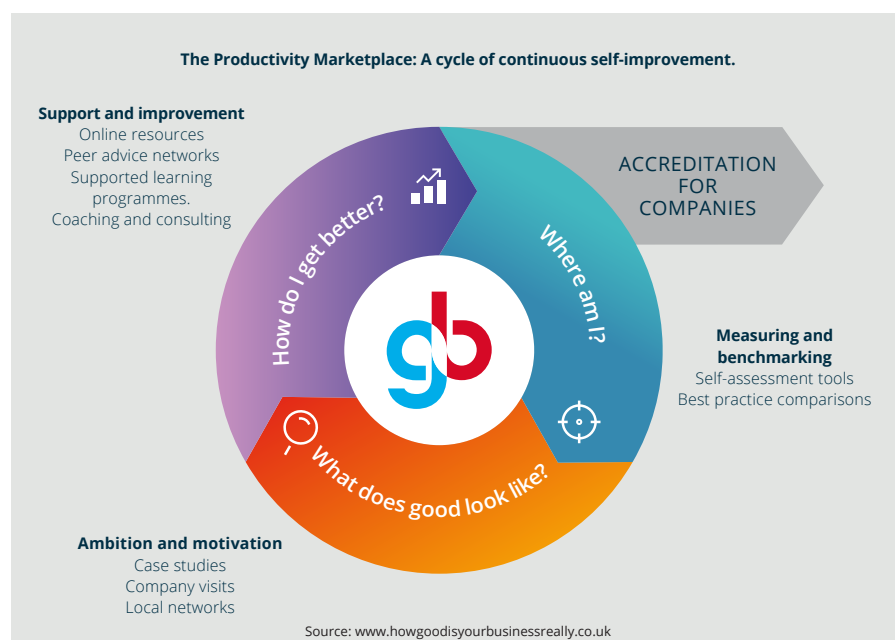 The Productivity Marketplace: A cycle of continuous self-improvement.
Support and improvement
Online resources
Peer advice networks
Supported learning
programmes.
Coaching and consulting
ACCREDITATION
FOR
COMPANIES
How do I get better?
Where am I?
gb
Measuring and
benchmarking
Self-assessment tools
Best practice comparisons
What does good look like?
Ambition and motivation
Case studies
Company visits
Local networks
Source: www.howgoodisyourbusinessreally.co.uk